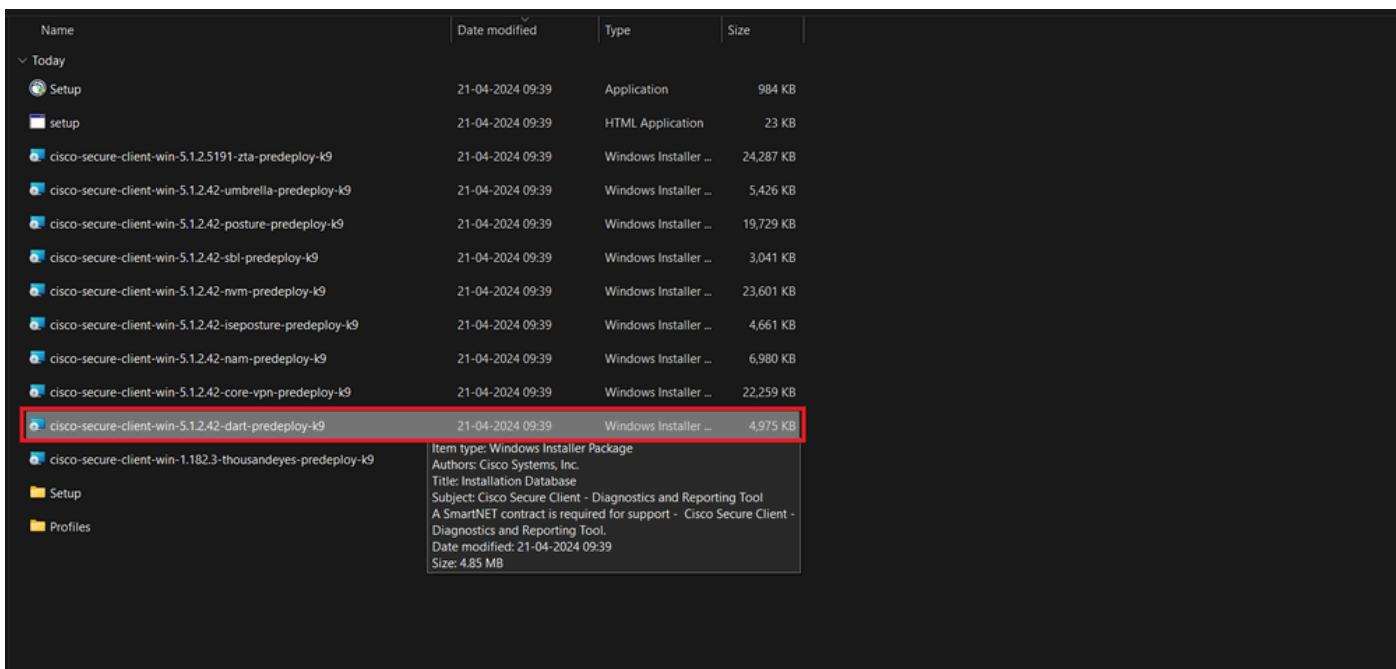 Name Date modified Type Size
Today
Setup 21-04-2024 09:39 Application 984 KB
setup 21-04-2024 09:39 HTML Application 23 KB
cisco-secure-client-win-5.1.2.5191-zta-predeploy-k9 21-04-2024 09:39 Windows Installer ... 24,287 KB
cisco-secure-client-win-5.1.2.42-umbrella-predeploy-k9 21-04-2024 09:39 Windows Installer ... 5,426 KB
cisco-secure-client-win-5.1.2.42-posture-predeploy-k9 21-04-2024 09:39 Windows Installer ... 19,729 KB
cisco-secure-client-win-5.1.2.42-sbl-predeploy-k9 21-04-2024 09:39 Windows Installer ... 3,041 KB
cisco-secure-client-win-5.1.2.42-nvm-predeploy-k9 21-04-2024 09:39 Windows Installer ... 23,601 KB
cisco-secure-client-win-5.1.2.42-iseposture-predeploy-k9 21-04-2024 09:39 Windows Installer ... 4,661 KB
cisco-secure-client-win-5.1.2.42-nam-predeploy-k9 21-04-2024 09:39 Windows Installer ... 6,980 KB
cisco-secure-client-win-5.1.2.42-core-vpn-predeploy-k9 21-04-2024 09:39 Windows Installer ... 22,259 KB
cisco-secure-client-win-5.1.2.42-dart-predeploy-k9 21-04-2024 09:39 Windows Installer ... 4,975 KB
cisco-secure-client-win-1.182.3-thousandeyes-predeploy-k9
Setup
Profiles
Item type: Windows Installer Package
Authors: Cisco Systems, Inc.
Title: Installation Database
Subject: Cisco Secure Client - Diagnostics and Reporting Tool
A SmartNET contract is required for support - Cisco Secure Client -
Diagnostics and Reporting Tool.
Date modified: 21-04-2024 09:39
Size: 4.85 MB